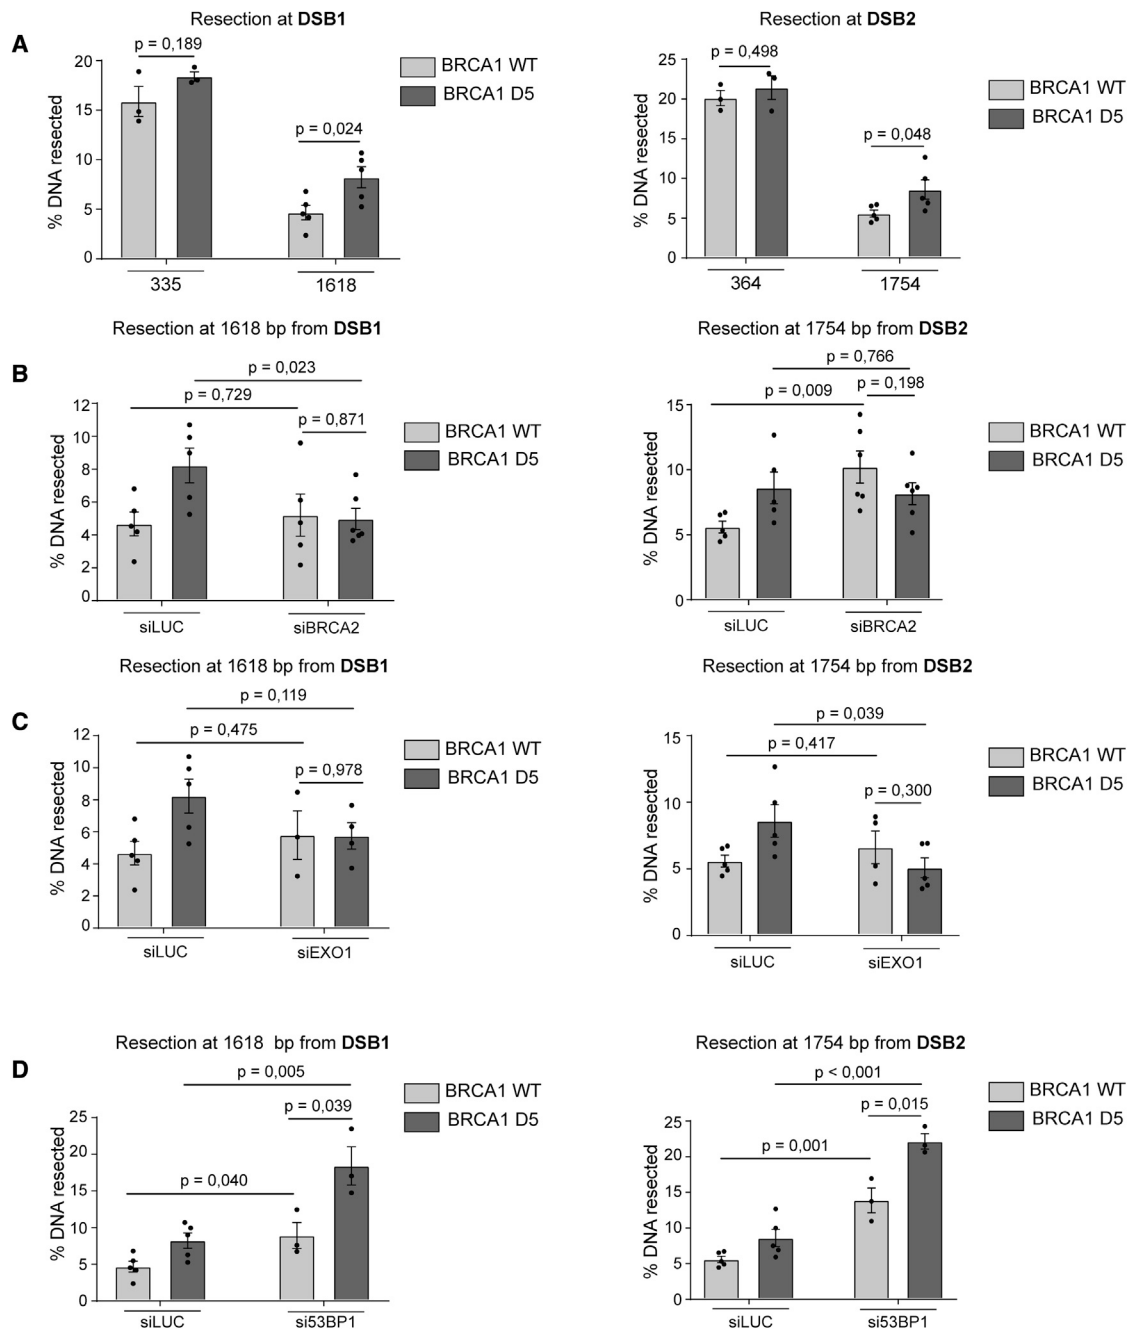 A
Resection at DSB1
p = 0,189
p = 0,024
BRCA1 WT
BRCA1 D5
% DNA resected
20
15
10
5
0
335
1618
Resection at DSB2
p = 0,498
p = 0,048
BRCA1 WT
BRCA1 D5
% DNA resected
25
20
15
10
5
0
364
1754
B
Resection at 1618 bp from DSB1
p = 0,023
p = 0,729
p = 0,871
BRCA1 WT
BRCA1 D5
% DNA resected
12
10
8
6
4
2
0
siLUC
siBRCA2
Resection at 1754 bp from DSB2
p = 0,766
p = 0,009
p = 0,198
BRCA1 WT
BRCA1 D5
% DNA resected
15
10
5
0
siLUC
siBRCA2
C
Resection at 1618 bp from DSB1
p = 0,119
p = 0,475
p = 0,978
BRCA1 WT
BRCA1 D5
% DNA resected
12
10
8
6
4
2
0
siLUC
siEXO1
Resection at 1754 bp from DSB2
p = 0,039
p = 0,417
p = 0,300
BRCA1 WT
BRCA1 D5
% DNA resected
15
10
5
0
siLUC
siEXO1
D
Resection at 1618 bp from DSB1
p = 0,005
p = 0,039
p = 0,040
BRCA1 WT
BRCA1 D5
% DNA resected
25
20
15
10
5
0
siLUC
si53BP1
Resection at 1754 bp from DSB2
p < 0,001
p = 0,015
p = 0,001
BRCA1 WT
BRCA1 D5
% DNA resected
25
20
15
10
5
0
siLUC
si53BP1